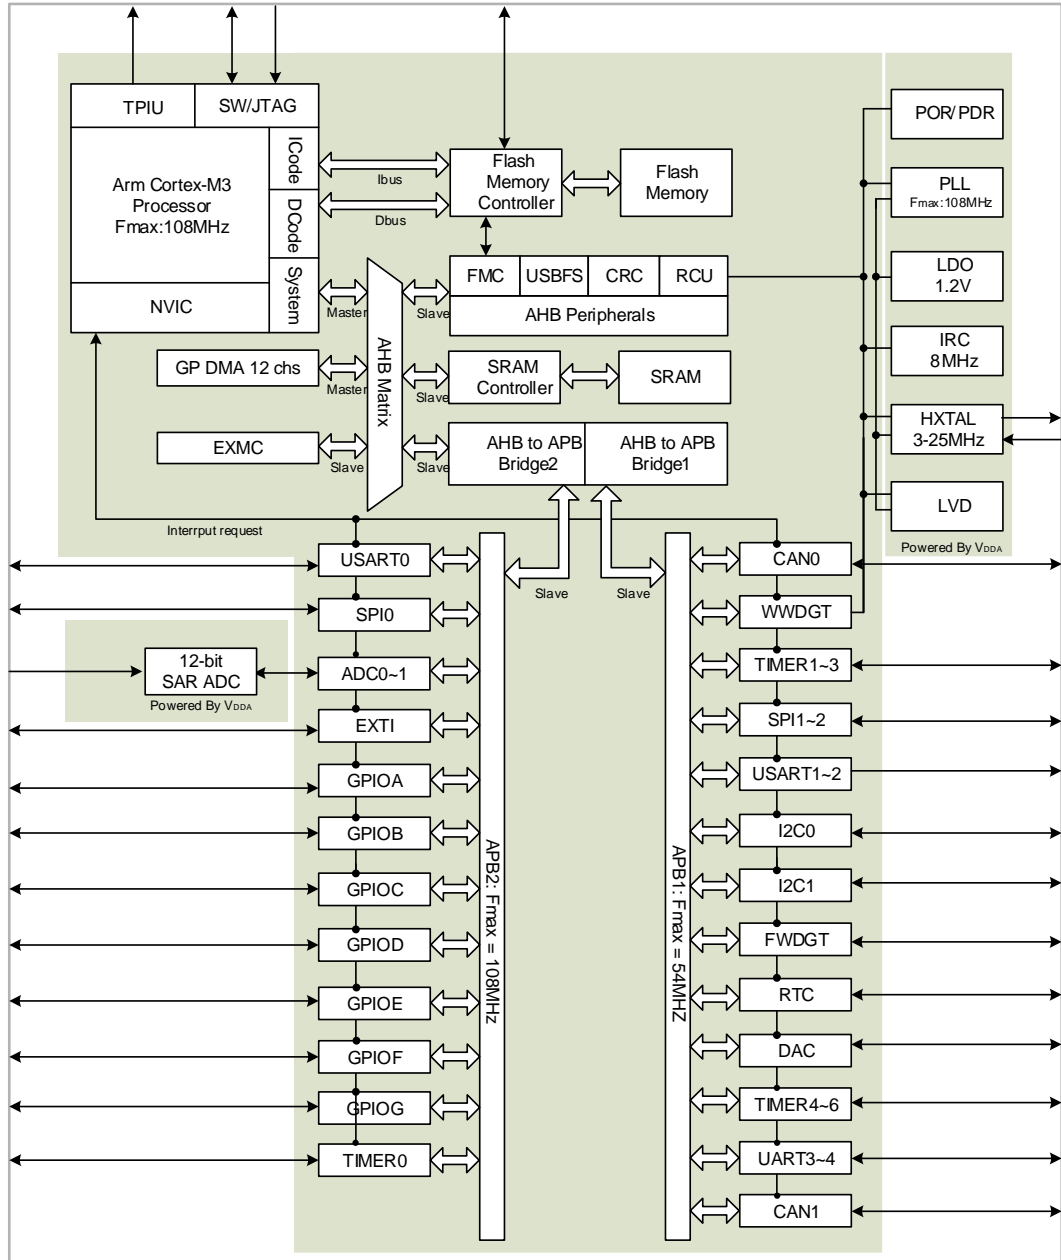 TPIU
SW/JTAG
POR/PDR
Arm Cortex-M3
Processor
Fmax:108MHz
ICode
DCode
System
NVIC
Ibus
Dbus
Flash
Memory
Controller
Flash
Memory
PLL
Fmax:108MHz
FMC
USBFS
CRC
RCU
AHB Peripherals
LDO
1.2V
Master
Slave
AHB Matrix
IRC
8MHz
GP DMA 12 chs
Master
Slave
SRAM
Controller
SRAM
HXTAL
3-25MHz
EXMC
Slave
Slave
AHB to APB
Bridge2
AHB to APB
Bridge1
LVD
Powered By VDDA
Interrput request
Slave
Slave
USART0
SPI0
12-bit
SAR ADC
Powered By VDDA
ADC0~1
EXTI
GPIOA
GPIOB
GPIOC
GPIOD
GPIOE
GPIOF
GPIOG
TIMER0
APB2: Fmax = 108MHz
APB1: Fmax = 54MHZ
CAN0
WWDGT
TIMER1~3
SPI1~2
USART1~2
I2C0
I2C1
FWDGT
RTC
DAC
TIMER4~6
UART3~4
CAN1